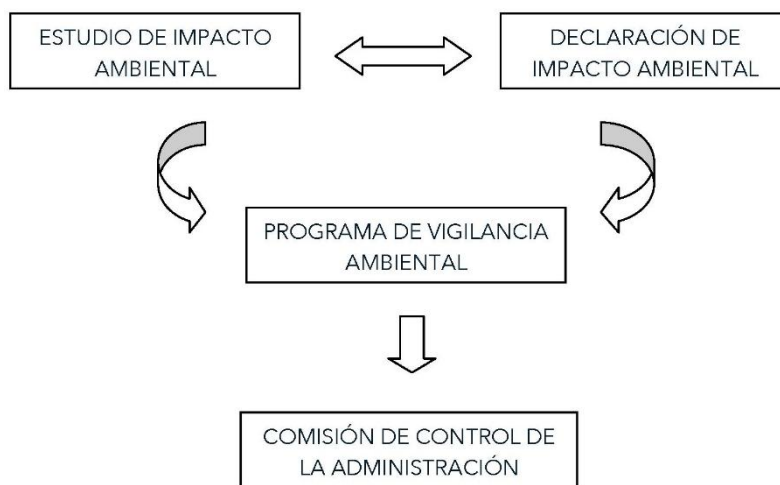 ESTUDIO DE IMPACTO
AMBIENTAL
DECLARACIÓN DE
IMPACTO AMBIENTAL
PROGRAMA DE VIGILANCIA
AMBIENTAL
COMISIÓN DE CONTROL DE
LA ADMINISTRACIÓN